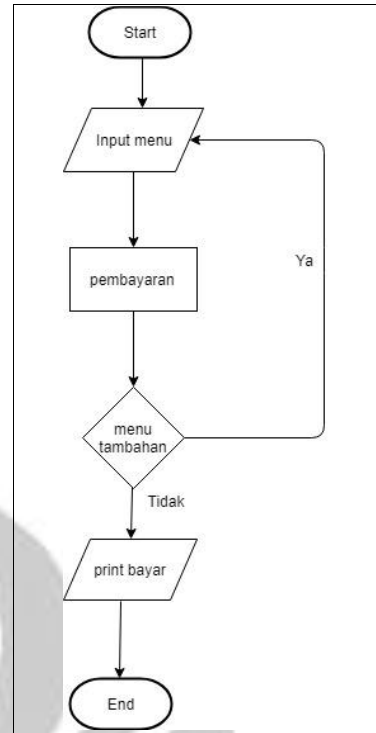 Start
Input menu
Ya
pembayaran
menu
tambahan
Tidak
print bayar
End